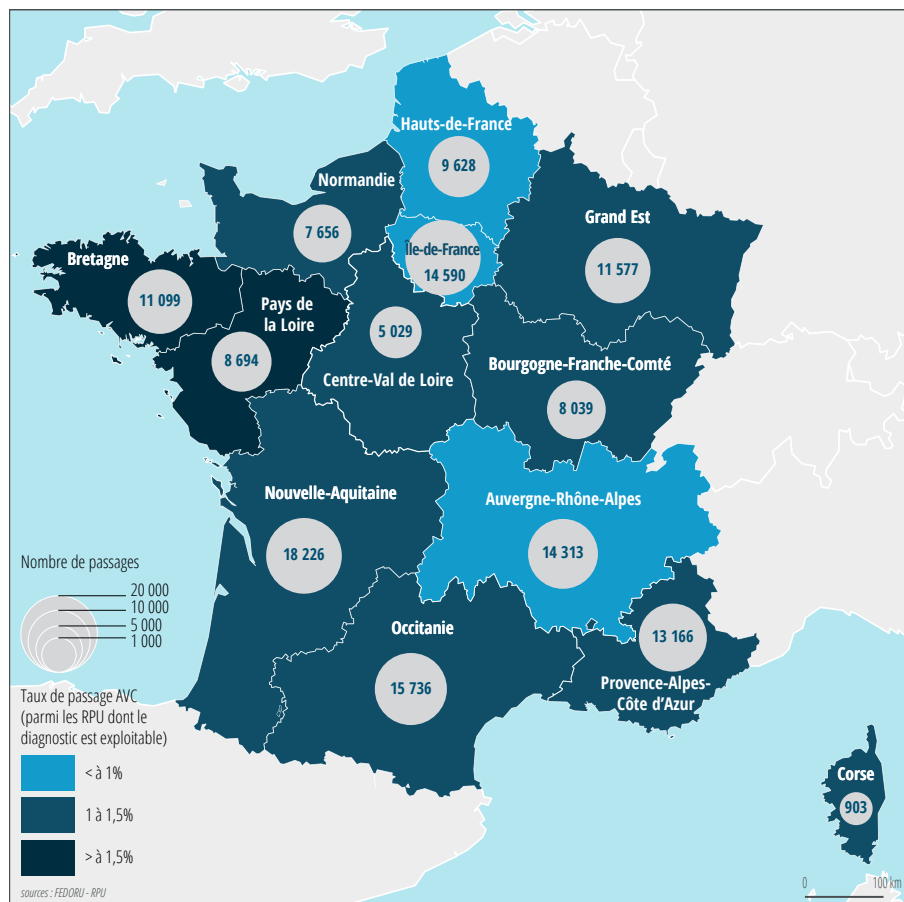 Hauts-de-France
9 628
Normandie
7 656
Île-de-France
14 590
Grand Est
11 577
Bretagne
11 099
Pays de
la Loire
8 694
5 029
Centre-Val de Loire
Bourgogne-Franche-Comté
8 039
Nouvelle-Aquitaine
18 226
Auvergne-Rhône-Alpes
14 313
Occitanie
15 736
13 166
Provence-Alpes-
Côte d'Azur
Corse
903
Nombre de passages
20 000
10 000
5 000
1 000
Taux de passage AVC
(parmi les RPU dont le
diagnostic est exploitable)
< à 1%
1 à 1,5%
> à 1,5%
sources : FEDORU - RPU
0 100 km